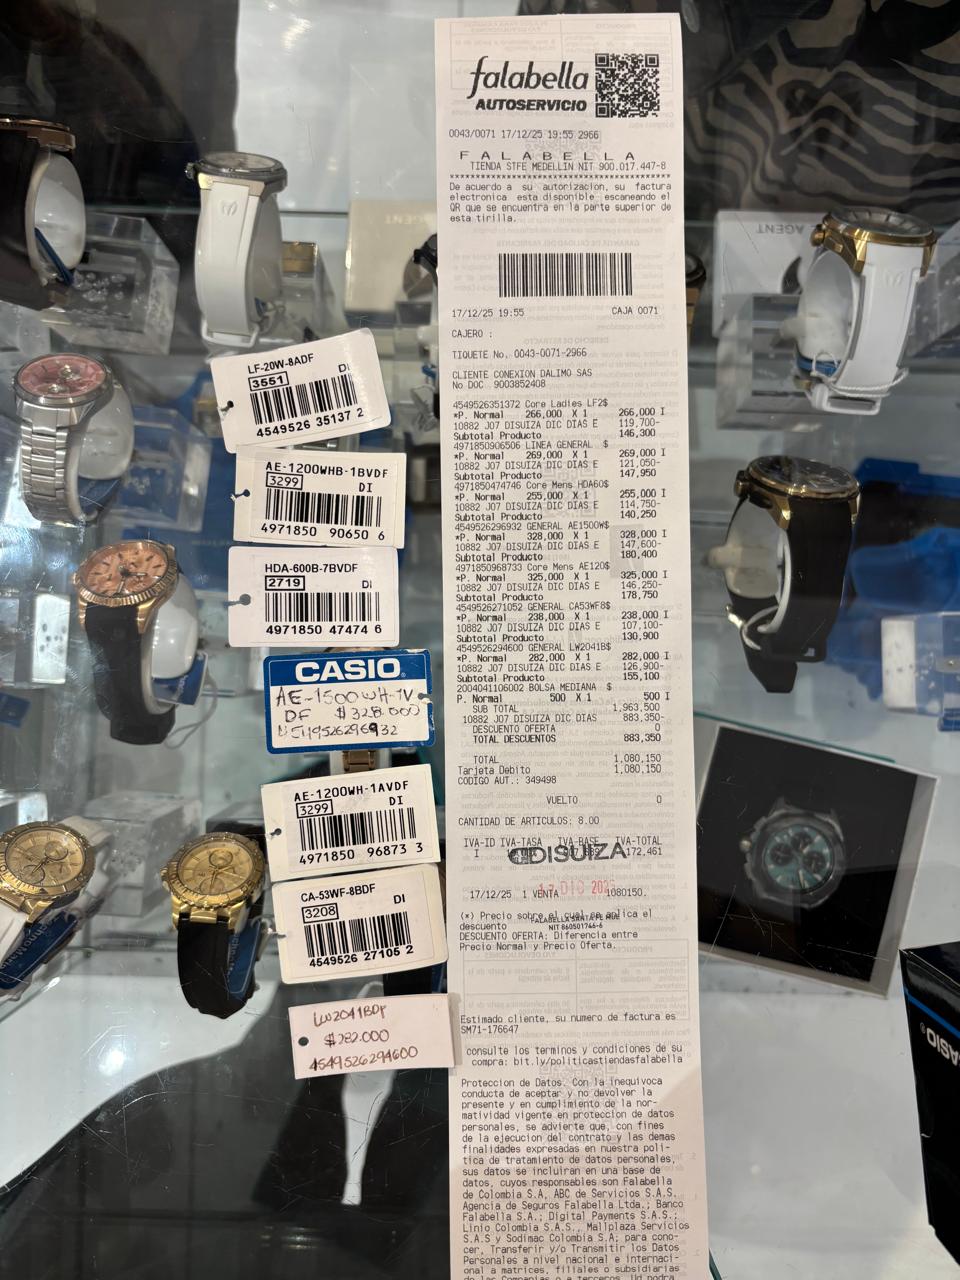 falabella
AUTOSERVICIO
0043/0071 17/12/25 19:55 2966
F A L A B E L L A
TIENDA STFE MEDELLIN NIT 900.017.447-8
De acuerdo a su autorizacion, su factura
electronica esta disponible escaneando el
QR que se encuentra en la parte superior de
esta tirilla.
17/12/25 19:55 CAJA 0071
CAJERO :
TIQUETE No. 0043-0071-2966
CLIENTE CONEXION DALIMO SAS
No DOC 9003852408
4549526351372 Core Ladies LF2$
*P. Normal 266,000 X 1 266,000 I
10882 J07 DISUIZA DIC DIAS E 119,700-
Subtotal Producto 146,300
4971850906506 LINEA GENERAL $
*P. Normal 269,000 X 1 269,000 I
10882 J07 DISUIZA DIC DIAS E 121,050-
Subtotal Producto 147,950
4971850474746 Core Mens HDA60$
*P. Normal 255,000 X 1 255,000 I
10882 J07 DISUIZA DIC DIAS E 114,750-
Subtotal Producto 140,250
4549526296932 GENERAL AE1500W$
*P. Normal 328,000 X 1 328,000 I
10882 J07 DISUIZA DIC DIAS E 147,600-
Subtotal Producto 180,400
4971850968733 Core Mens AE120$
*P. Normal 325,000 X 1 325,000 I
10882 J07 DISUIZA DIC DIAS E 146,250-
Subtotal Producto 178,750
4549526271052 GENERAL CA53WF8$
*P. Normal 238,000 X 1 238,000 I
10882 J07 DISUIZA DIC DIAS E 107,100-
Subtotal Producto 130,900
4549526294600 GENERAL LW2041B$
*P. Normal 282,000 X 1 282,000 I
10882 J07 DISUIZA DIC DIAS E 126,900-
Subtotal Producto 155,100
2004041106002 BOLSA MEDIANA $
P. Normal 500 X 1 500 I
SUB TOTAL 1,963,500
10882 J07 DISUIZA DIC DIAS 883,350-
DESCUENTO OFERTA 0
TOTAL DESCUENTOS 883,350
TOTAL 1,080,150
Tarjeta Debito 1,080,150
CODIGO AUT.: 349498
VUELTO 0
CANTIDAD DE ARTICULOS: 8.00
IVA-ID IVA-TASA IVA-BASE IVA-TOTAL
172,461
DISUIZA
17/12/25 1 VENTA 1080150.
17 DIC 202
(*) Precio sobre el cual se aplica el
descuento
NIT 860501746-6
DESCUENTO OFERTA: Diferencia entre
Precio Normal y Precio Oferta.
Estimado cliente, su numero de factura es
SM71-176647
consulte los terminos y condiciones de su
compra: bit.ly/politicastiendasfalabella
Proteccion de Datos. Con la inequivoca
conducta de aceptar y no devolver la
presente y en cumplimiento de la nor-
matividad vigente en proteccion de datos
personales, se advierte que, con fines
de la ejecucion del contrato y las demas
finalidades expresadas en nuestra poli-
tica de tratamiento de datos personales,
sus datos se incluiran en una base de
datos, cuyos responsables son Falabella
de Colombia S.A, ABC de Servicios S.A.S,
Agencia de Seguros Falabella Ltda.; Banco
Falabella S.A.; Digital Payments S.A.S.;
Linio Colombia S.A.S., Mallplaza Servicios
S.A.S y Sodimac Colombia S.A; para cono-
cer, Transferir y/o Transmitir los Datos
Personales a nivel nacional e internaci-
onal a matrices, filiales o subsidiarias
LF-20W-8ADF
3551 DI
4549526 35137 2
AE-1200WHB-1BVDF
3299 DI
4971850 90650 6
HDA-600B-7BVDF
2719 DI
4971850 47474 6
CASIO
AE-1500WH-1V
DF $328.000
4549526296932
AE-1200WH-1AVDF
3299 DI
4971850 96873 3
CA-53WF-8BDF
3208 DI
4549526 27105 2
LW2041BDF
$282.000
4549526294600
AGENT
CASIO